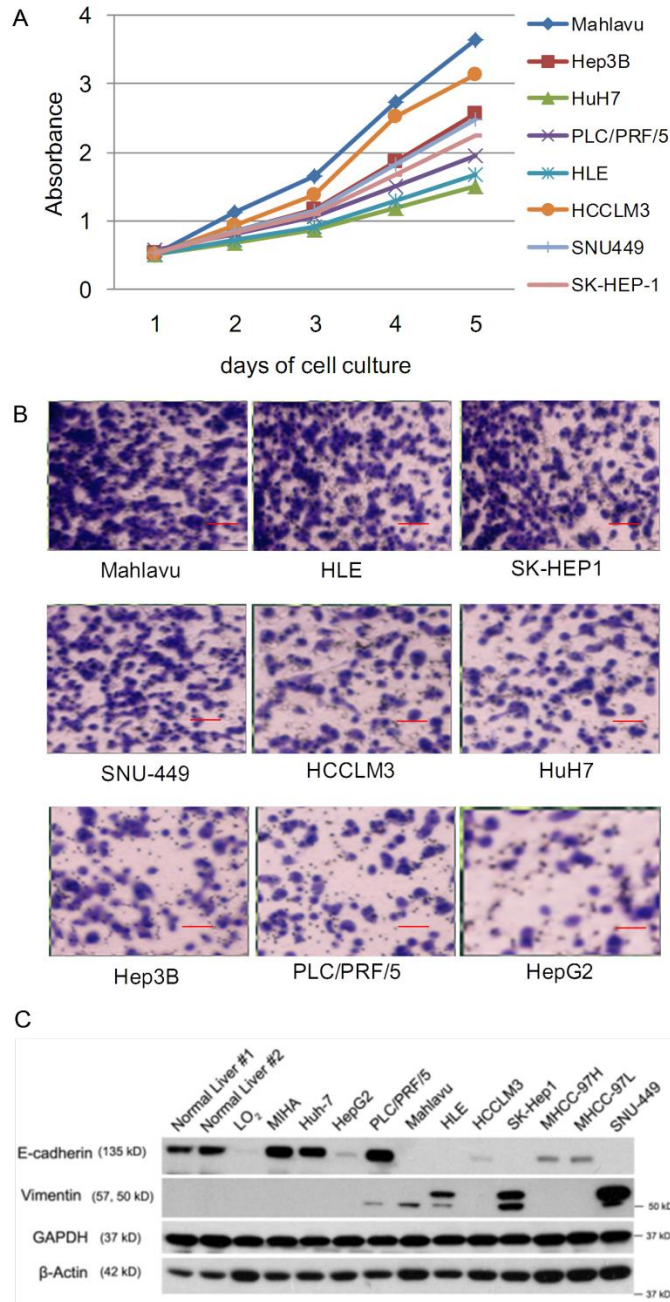 A
4
3
2
1
0
Absorbance
1 2 3 4 5
days of cell culture
Mahlavu
Hep3B
HuH7
PLC/PRF/5
HLE
HCCLM3
SNU449
SK-HEP-1
B
Mahlavu
HLE
SK-HEP1
SNU-449
HCCLM3
HuH7
Hep3B
PLC/PRF/5
HepG2
C
Normal Liver #1
Normal Liver #2
LO2
MIHA
Huh-7
HepG2
PLC/PRF/5
Mahlavu
HLE
HCCLM3
SK-Hep1
MHCC-97H
MHCC-97L
SNU-449
E-cadherin (135 kD)
Vimentin (57, 50 kD)
50 kD
GAPDH (37 kD)
37 kD
β-Actin (42 kD)
37 kD